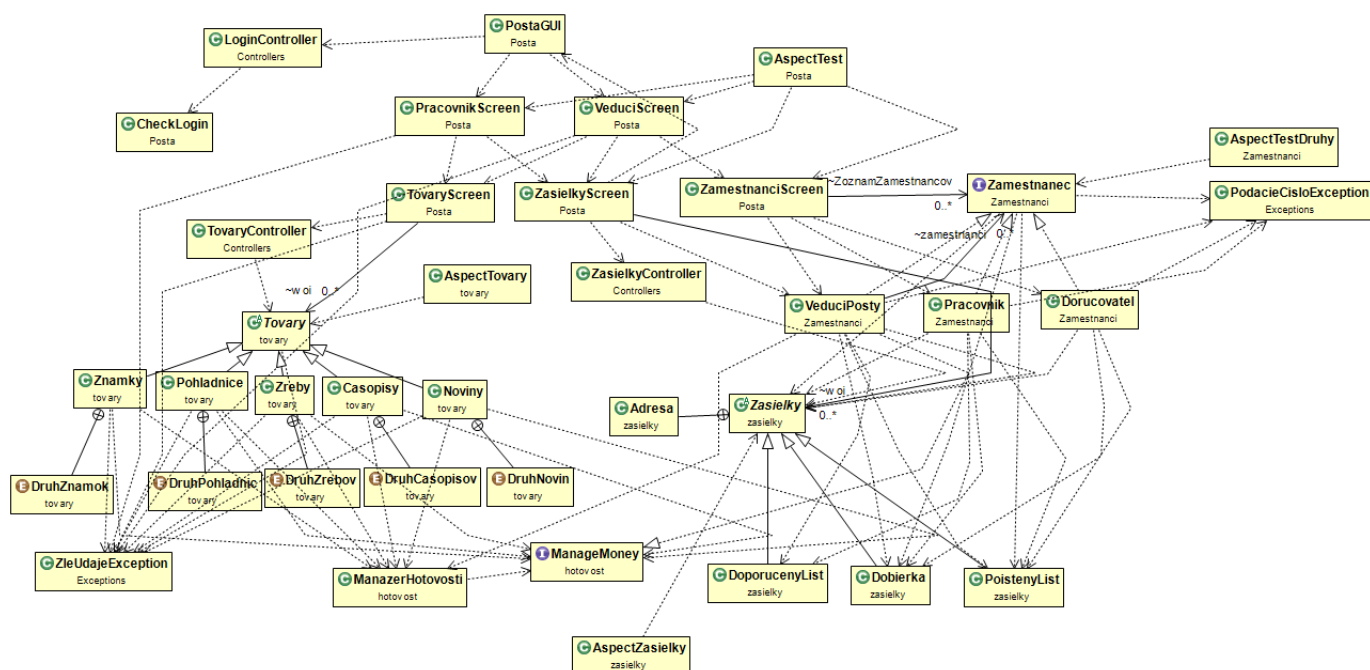 PostaGUI
Posta
LoginController
Controllers
AspectTest
Posta
PracovnikScreen
Posta
VeduciScreen
Posta
CheckLogin
Posta
AspectTestDruhy
Zamestnanci
TovaryScreen
Posta
ZasielkyScreen
Posta
ZamestnanciScreen
Posta
~ZoznamZamestnancov
0..*
Zamestnanec
Zamestnanci
PodacieCisloException
Exceptions
TovaryController
Controllers
~zamestnanci 0..*
AspectTovary
tovary
ZasielkyController
Controllers
~woi 0..*
VeduciPosty
Zamestnanci
Pracovnik
Zamestnanci
Dorucovatel
Zamestnanci
Tovary
tovary
Znamky
tovary
Pohladnice
tovary
Zreby
tovary
Casopisy
tovary
Noviny
tovary
Adresa
zasielky
Zasielky
zasielky
~woi
0..*
DruhZnamok
tovary
DruhPohladnic
tovary
DruhZrebov
tovary
DruhCasopisov
tovary
DruhNovin
tovary
ZleUdajeException
Exceptions
ManazerHotovosti
hotovost
ManageMoney
hotovost
DoporucenyList
zasielky
Dobierka
zasielky
PoistenyList
zasielky
AspectZasielky
zasielky